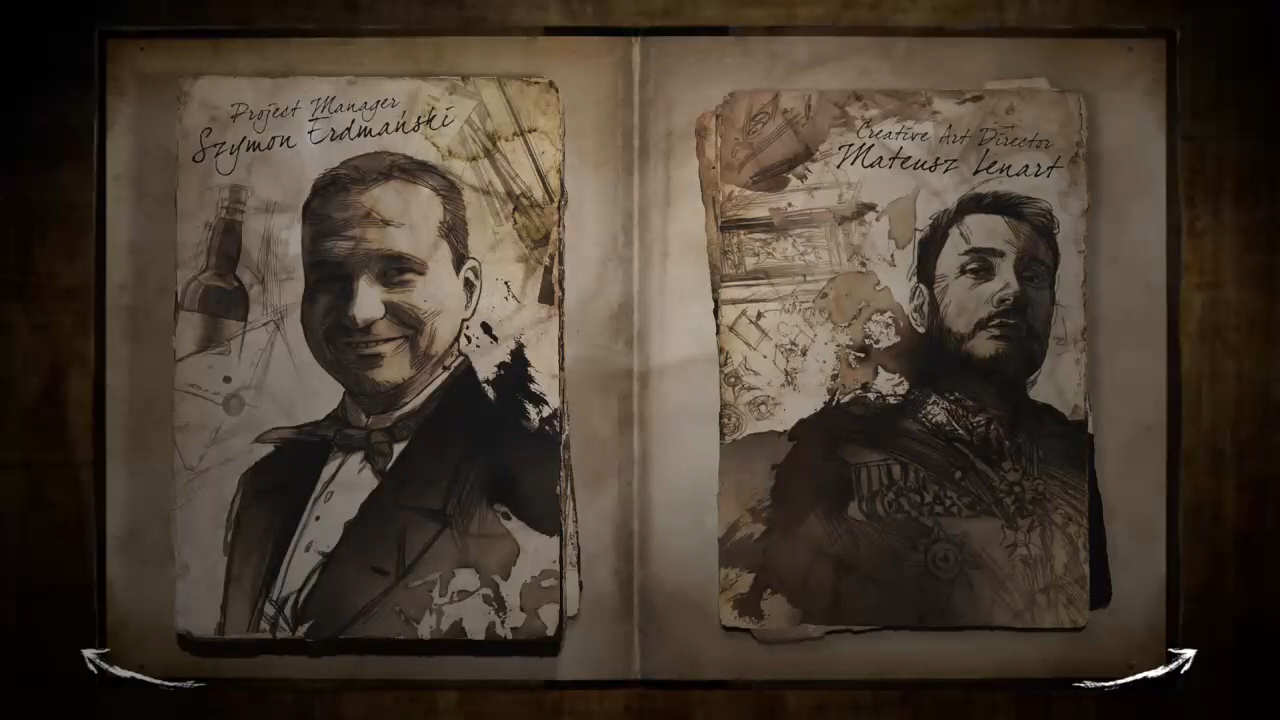 Project Manager
Szymon Erdmański
Creative Art Director
Mateusz Lenart